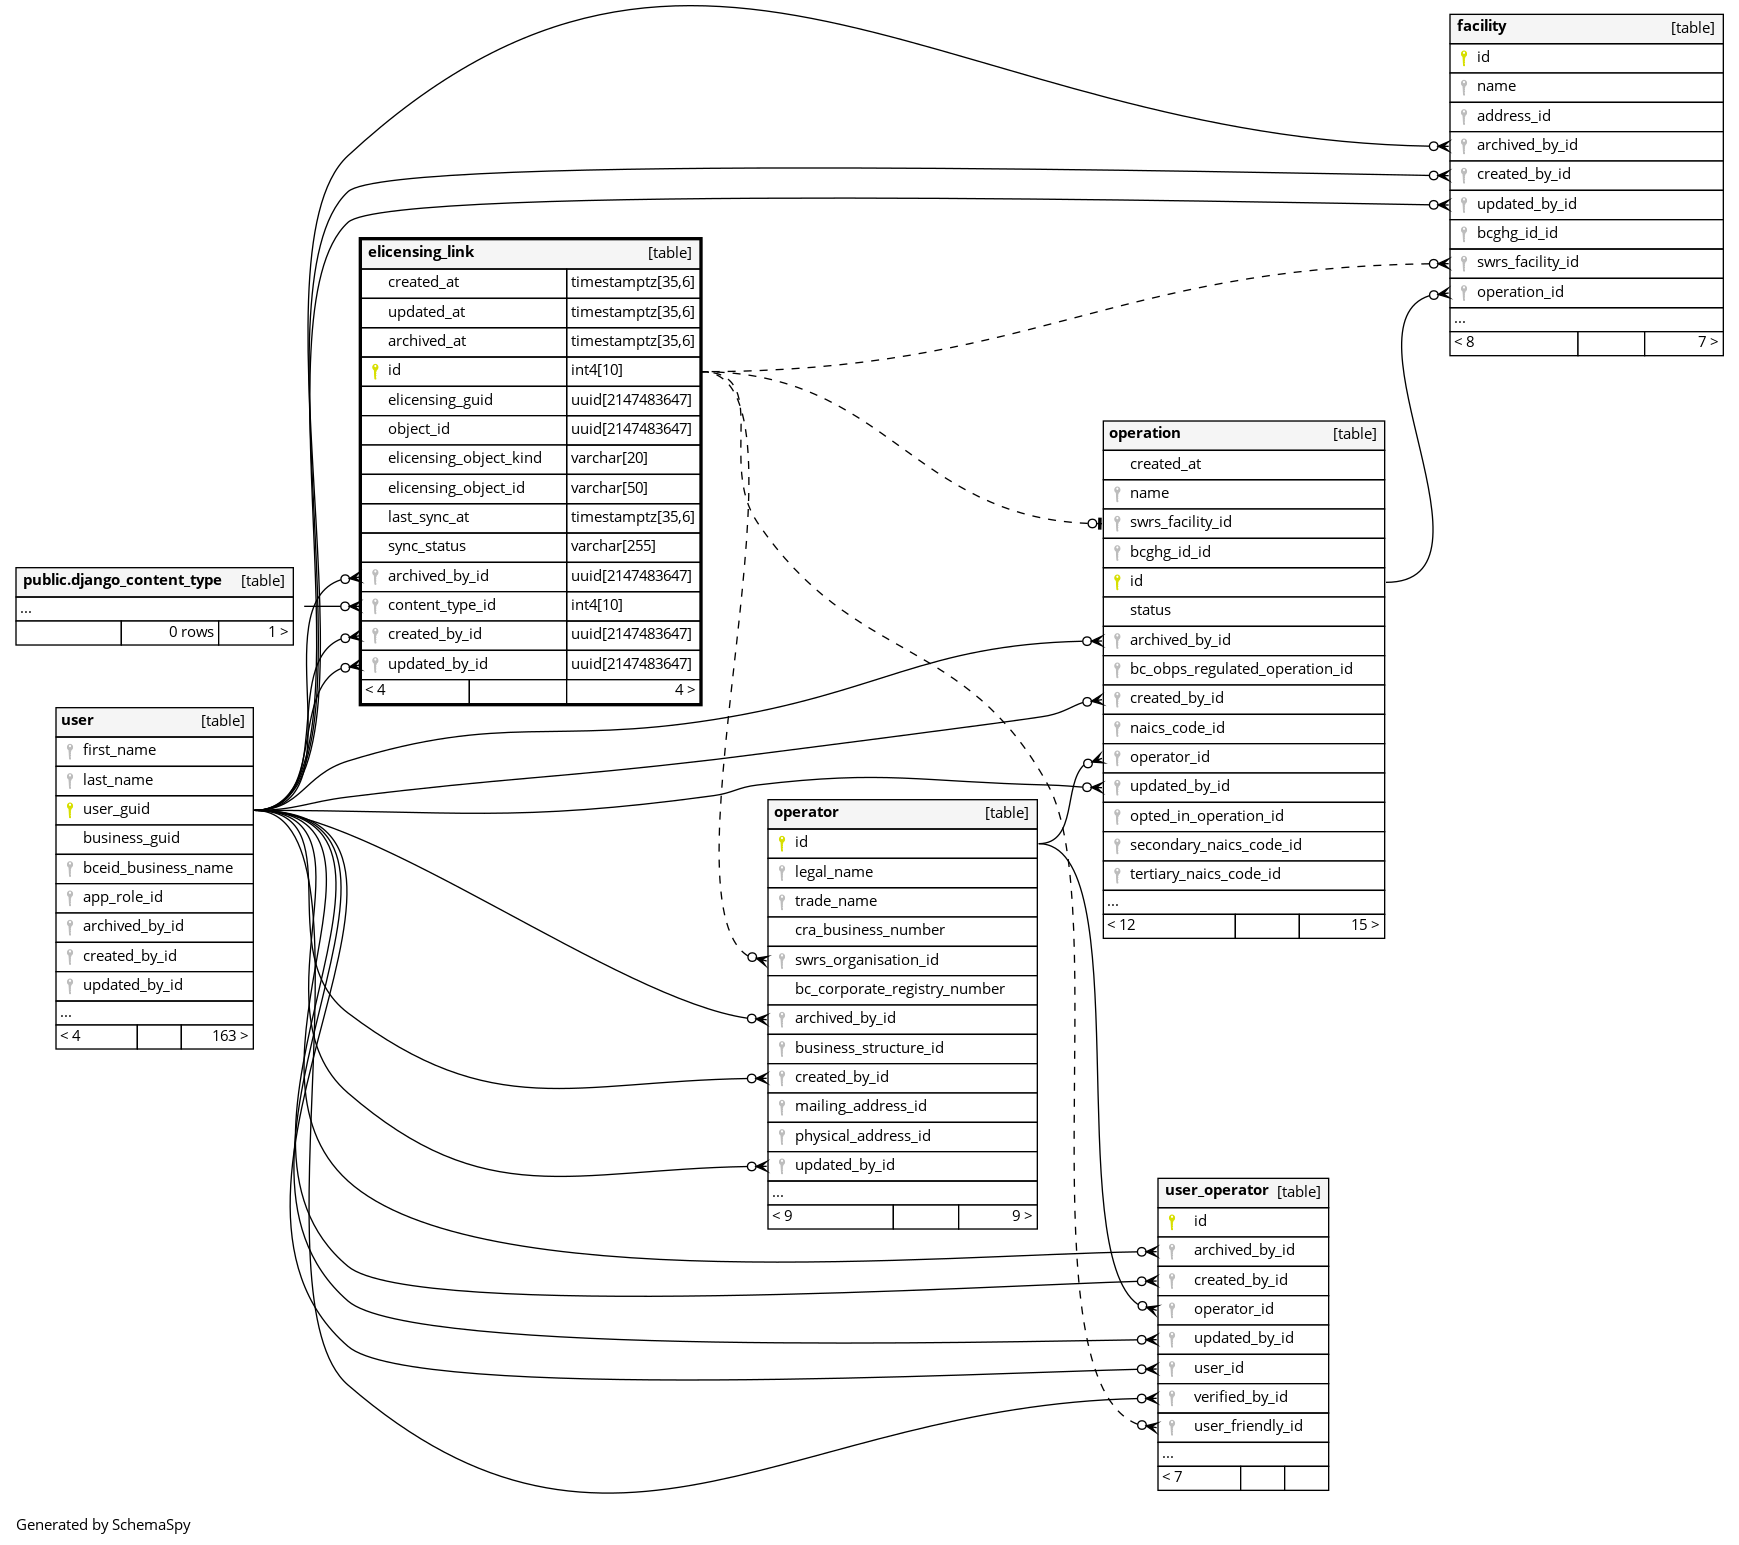 facility [table]
id
name
address_id
archived_by_id
created_by_id
updated_by_id
bcghg_id_id
swrs_facility_id
operation_id
...
< 8 7 >
elicensing_link [table]
created_at timestamptz[35,6]
updated_at timestamptz[35,6]
archived_at timestamptz[35,6]
id int4[10]
elicensing_guid uuid[2147483647]
object_id uuid[2147483647]
elicensing_object_kind varchar[20]
elicensing_object_id varchar[50]
last_sync_at timestamptz[35,6]
sync_status varchar[255]
archived_by_id uuid[2147483647]
content_type_id int4[10]
created_by_id uuid[2147483647]
updated_by_id uuid[2147483647]
< 4 4 >
operation [table]
created_at
name
swrs_facility_id
bcghg_id_id
id
status
archived_by_id
bc_obps_regulated_operation_id
created_by_id
naics_code_id
operator_id
updated_by_id
opted_in_operation_id
secondary_naics_code_id
tertiary_naics_code_id
...
< 12 15 >
public.django_content_type [table]
...
0 rows 1 >
user [table]
first_name
last_name
user_guid
business_guid
bceid_business_name
app_role_id
archived_by_id
created_by_id
updated_by_id
...
< 4 163 >
operator [table]
id
legal_name
trade_name
cra_business_number
swrs_organisation_id
bc_corporate_registry_number
archived_by_id
business_structure_id
created_by_id
mailing_address_id
physical_address_id
updated_by_id
...
< 9 9 >
user_operator [table]
id
archived_by_id
created_by_id
operator_id
updated_by_id
user_id
verified_by_id
user_friendly_id
...
< 7
Generated by SchemaSpy